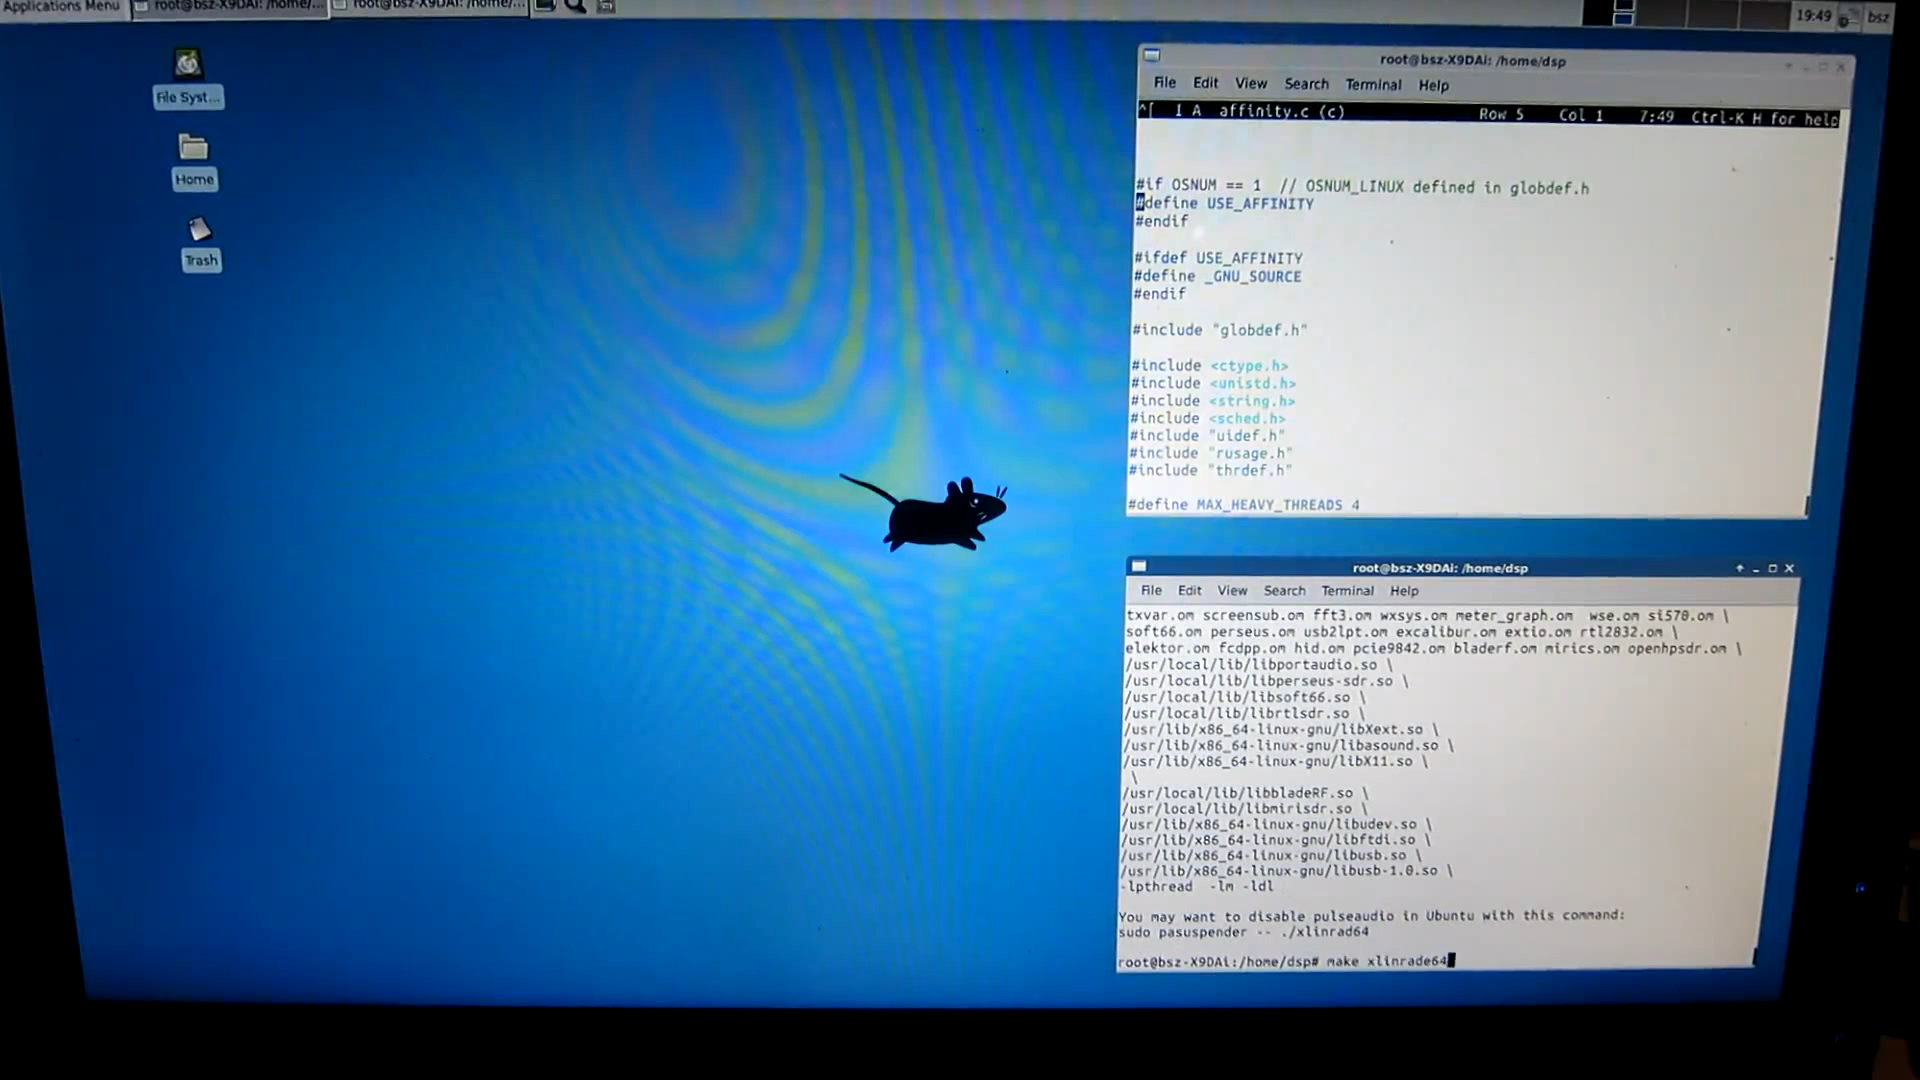 Applications Menu
root@bsz-X9DAi: /home/...
root@bsz-X9DAi: /home/...
19:49
bsz
File Syst...
Home
Trash
root@bsz-X9DAi: /home/dsp
File Edit View Search Terminal Help
^[ I A affinity.c (c) Row 5 Col 1 7:49 Ctrl-K H for help
#if OSNUM == 1 // OSNUM_LINUX defined in globdef.h
#define USE_AFFINITY
#endif
#ifdef USE_AFFINITY
#define _GNU_SOURCE
#endif
#include "globdef.h"
#include <ctype.h>
#include <unistd.h>
#include <string.h>
#include <sched.h>
#include "uidef.h"
#include "rusage.h"
#include "thrdef.h"
#define MAX_HEAVY_THREADS 4
root@bsz-X9DAi: /home/dsp
File Edit View Search Terminal Help
txvar.om screensub.om fft3.om wxsys.om meter_graph.om wse.om si570.om \
soft66.om perseus.om usb2lpt.om excalibur.om extio.om rtl2832.om \
elektor.om fcdpp.om hid.om pcie9842.om bladerf.om mirics.om openhpsdr.om \
/usr/local/lib/libportaudio.so \
/usr/local/lib/libperseus-sdr.so \
/usr/local/lib/libsoft66.so \
/usr/local/lib/librtlsdr.so \
/usr/lib/x86_64-linux-gnu/libXext.so \
/usr/lib/x86_64-linux-gnu/libasound.so \
/usr/lib/x86_64-linux-gnu/libX11.so \
\
/usr/local/lib/libbladeRF.so \
/usr/local/lib/libmirisdr.so \
/usr/lib/x86_64-linux-gnu/libudev.so \
/usr/lib/x86_64-linux-gnu/libftdi.so \
/usr/lib/x86_64-linux-gnu/libusb.so \
/usr/lib/x86_64-linux-gnu/libusb-1.0.so \
-lpthread -lm -ldl
You may want to disable pulseaudio in Ubuntu with this command:
sudo pasuspender -- ./xlinrad64
root@bsz-X9DAi:/home/dsp# make xlinrade64